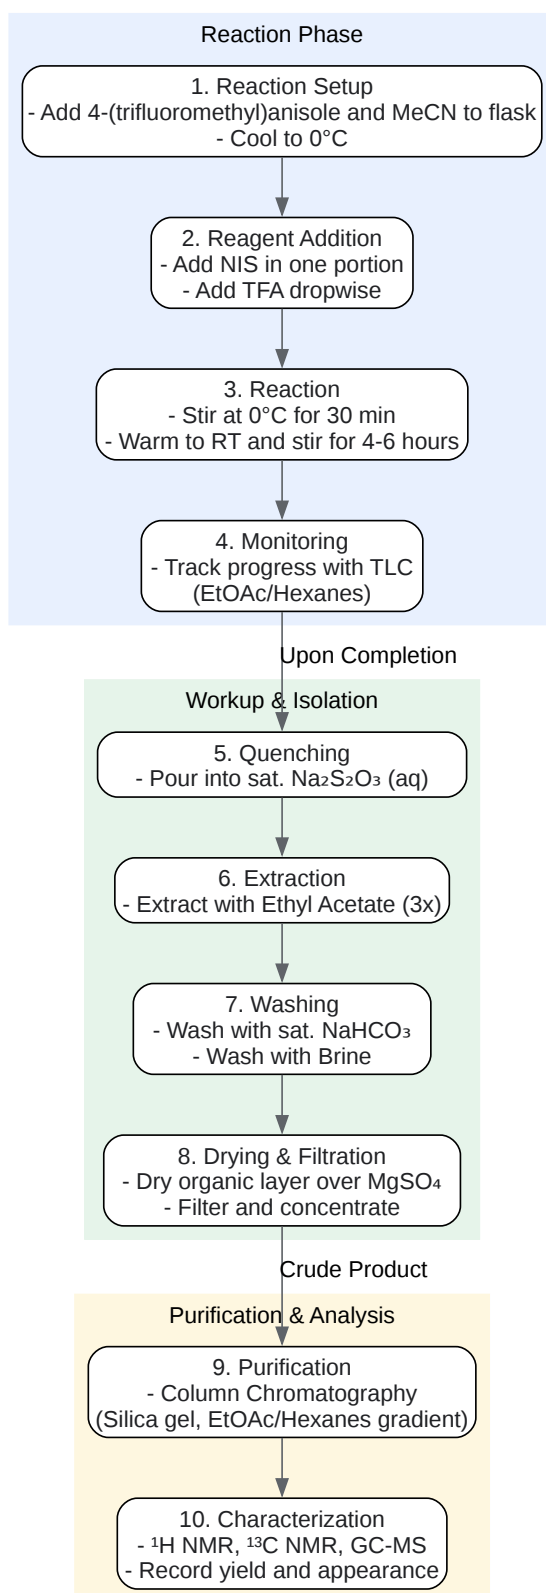 Reaction Phase
1. Reaction Setup
- Add 4-(trifluoromethyl)anisole and MeCN to flask
- Cool to 0°C
2. Reagent Addition
- Add NIS in one portion
- Add TFA dropwise
3. Reaction
- Stir at 0°C for 30 min
- Warm to RT and stir for 4-6 hours
4. Monitoring
- Track progress with TLC
(EtOAc/Hexanes)
Upon Completion
Workup & Isolation
5. Quenching
- Pour into sat. Na₂S₂O₃ (aq)
6. Extraction
- Extract with Ethyl Acetate (3x)
7. Washing
- Wash with sat. NaHCO₃
- Wash with Brine
8. Drying & Filtration
- Dry organic layer over MgSO₄
- Filter and concentrate
Crude Product
Purification & Analysis
9. Purification
- Column Chromatography
(Silica gel, EtOAc/Hexanes gradient)
10. Characterization
- ¹H NMR, ¹³C NMR, GC-MS
- Record yield and appearance